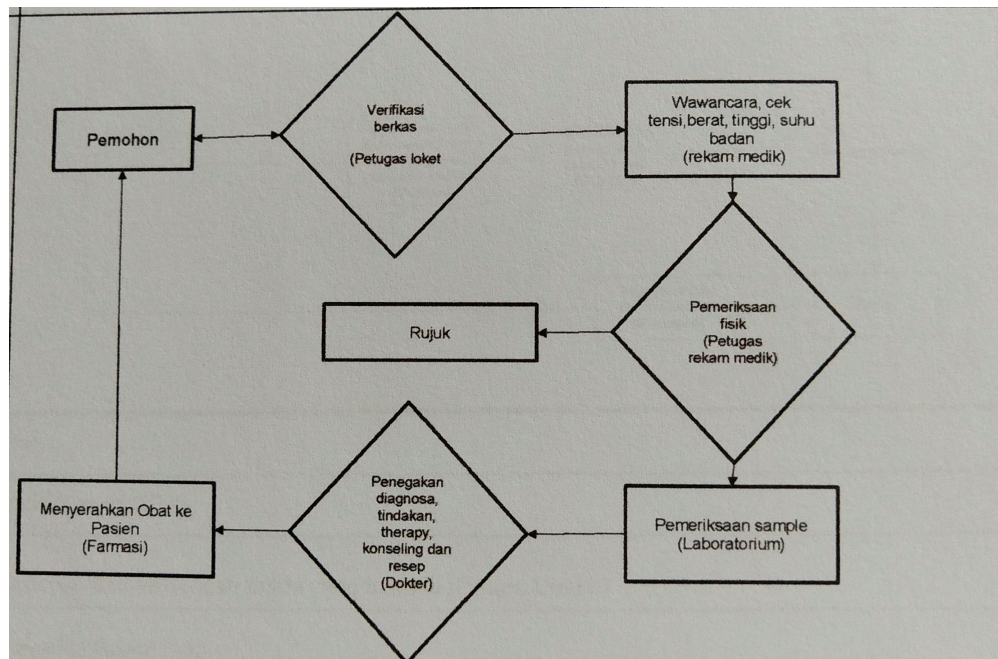 Pemohon
Verifikasi
berkas
(Petugas loket
Wawancara, cek
tensi,berat, tinggi, suhu
badan
(rekam medik)
Rujuk
Pemeriksaan
fisik
(Petugas
rekam medik)
Menyerahkan Obat ke
Pasien
(Farmasi)
Penegakan
diagnosa,
tindakan,
therapy,
konseling dan
resep
(Dokter)
Pemeriksaan sample
(Laboratorium)